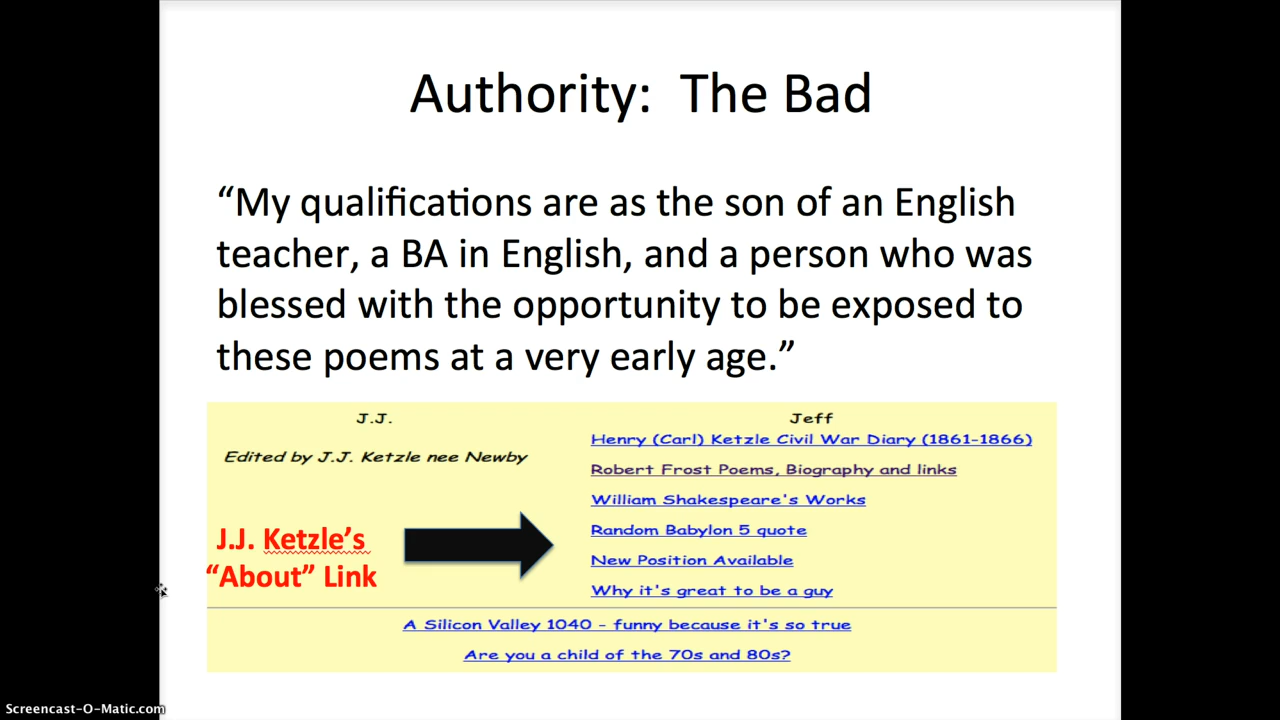 Authority: The Bad
“My qualifications are as the son of an English
teacher, a BA in English, and a person who was
blessed with the opportunity to be exposed to
these poems at a very early age.”
J.J.
Edited by J.J. Ketzle nee Newby
J.J. Ketzle’s
“About” Link
Jeff
Henry (Carl) Ketzle Civil War Diary (1861-1866)
Robert Frost Poems, Biography and links
William Shakespeare's Works
Random Babylon 5 quote
New Position Available
Why it's great to be a guy
A Silicon Valley 1040 - funny because it's so true
Are you a child of the 70s and 80s?
Screencast-O-Matic.com